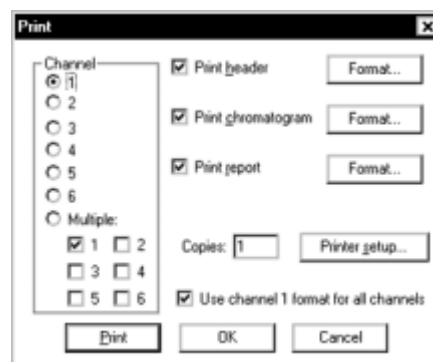 Print
Channel
1
2
3
4
5
6
Multiple:
1 2
3 4
5 6
Print header Format...
Print chromatogram Format...
Print report Format...
Copies: 1 Printer setup...
Use channel 1 format for all channels
Print OK Cancel